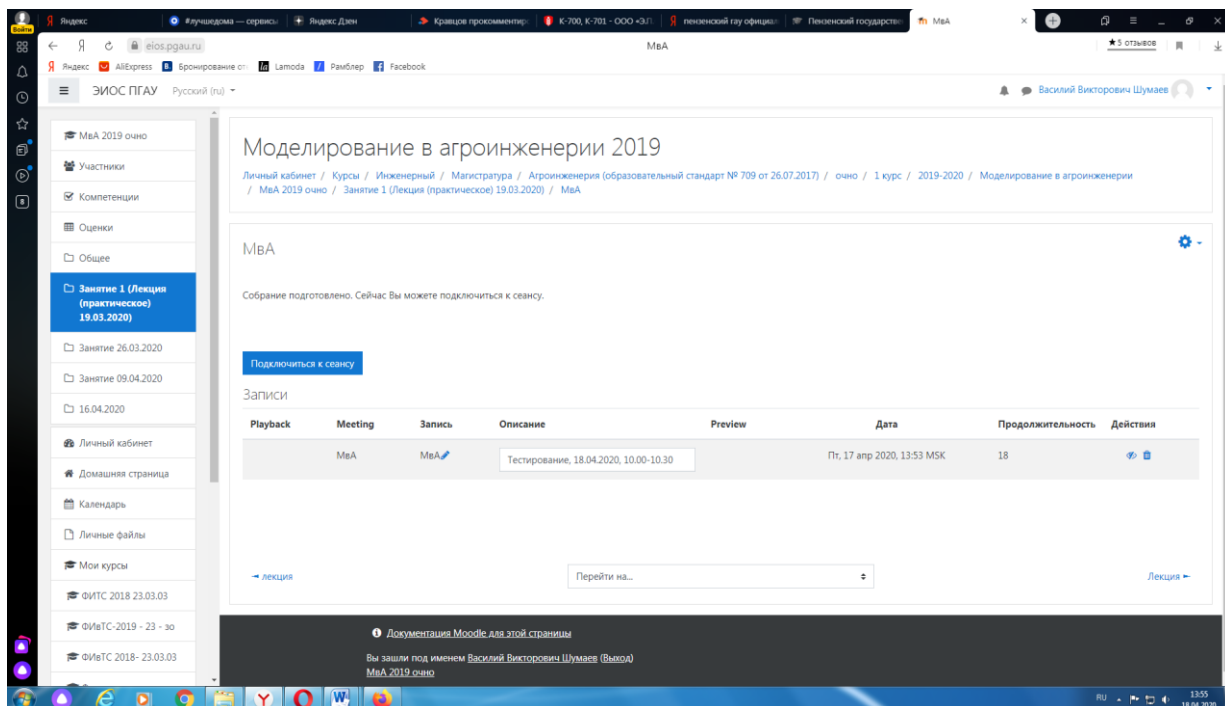 Войти
Яндекс
#лучшедома — сервисы
Яндекс Дзен
Кравцов прокомментирс
К-700, К-701 - ООО «ЭЛ
пензенский гау официал
Пензенский государстве
МвА
eios.pgau.ru
МвА
★5 отзывов
Яндекс
AliExpress
Бронирование от
Lamoda
Рамблер
Facebook
ЭИОС ПГАУ
Русский (ru)
Василий Викторович Шумаев
МвА 2019 очно
Участники
Компетенции
Оценки
Общее
Занятие 1 (Лекция
(практическое)
19.03.2020)
Занятие 26.03.2020
Занятие 09.04.2020
16.04.2020
Личный кабинет
Домашняя страница
Календарь
Личные файлы
Мои курсы
ФИТС 2018 23.03.03
ФИвТС-2019 - 23 - зо
ФИвТС 2018- 23.03.03
Моделирование в агроинженерии 2019
Личный кабинет / Курсы / Инженерный / Магистратура / Агроинженерия (образовательный стандарт № 709 от 26.07.2017) / очно / 1 курс / 2019-2020 / Моделирование в агроинженерии
/ МвА 2019 очно / Занятие 1 (Лекция (практическое) 19.03.2020) / МвА
МвА
Собрание подготовлено. Сейчас Вы можете подключиться к сеансу.
Подключиться к сеансу
Записи
Playback Meeting Запись Описание Preview Дата Продолжительность Действия
МвА МвА Тестирование, 18.04.2020, 10.00-10.30 Пт, 17 апр 2020, 13:53 MSK 18
◄ лекция
Перейти на...
Лекция ►
Документация Moodle для этой страницы
Вы зашли под именем Василий Викторович Шумаев (Выход)
МвА 2019 очно
RU
13:55
18.04.2020